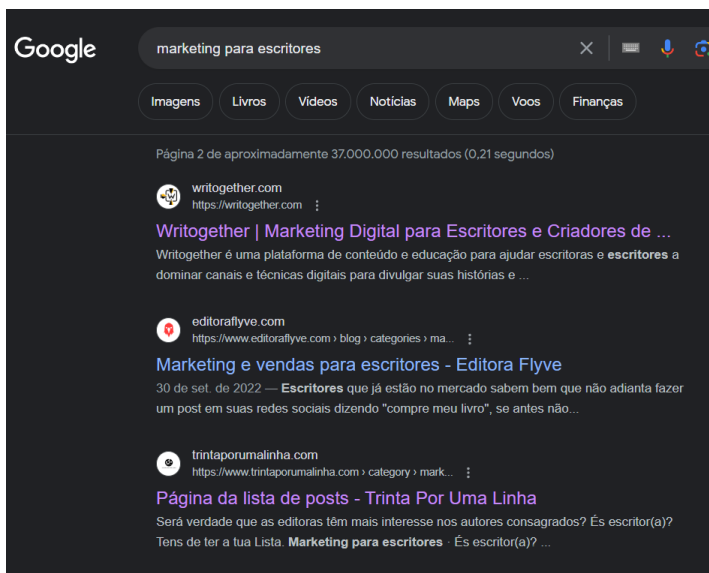 Google
marketing para escritores
Imagens Livros Vídeos Notícias Maps Voos Finanças
Página 2 de aproximadamente 37.000.000 resultados (0,21 segundos)
writogether.com
https://writogether.com
Writogether | Marketing Digital para Escritores e Criadores de ...
Writogether é uma plataforma de conteúdo e educação para ajudar escritoras e escritores a
dominar canais e técnicas digitais para divulgar suas histórias e ...
editoraflyve.com
https://www.editoraflyve.com › blog › categories › ma...
Marketing e vendas para escritores - Editora Flyve
30 de set. de 2022 — Escritores que já estão no mercado sabem bem que não adianta fazer
um post em suas redes sociais dizendo "compre meu livro", se antes não...
trintaporumalinha.com
https://www.trintaporumalinha.com › category › mark...
Página da lista de posts - Trinta Por Uma Linha
Será verdade que as editoras têm mais interesse nos autores consagrados? És escritor(a)?
Tens de ter a tua Lista. Marketing para escritores · És escritor(a)? ...